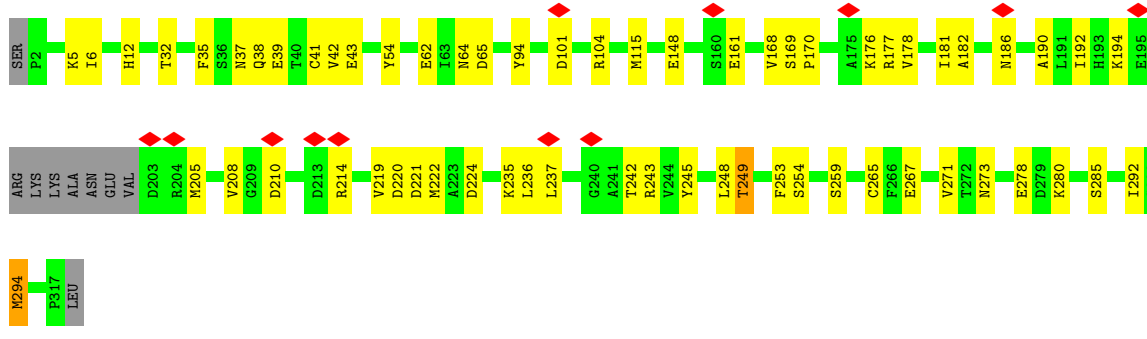 SER P2 K5 I6 H12 T32 F35 S36 N37 Q38 E39 T40 C41 V42 E43 Y54 E62 I63 N64 D65 Y94 D101 R104 M115 E148 S160 E161 V168 S169 P170 A175 K176 R177 V178 I181 A182 N186 A190 L191 I192 H193 K194 E195
ARG LYS LYS ALA ASN GLU VAL D203 R204 M205 V208 G209 D210 D213 R214 V219 D220 D221 M222 A223 D224 K235 L236 L237 G240 A241 T242 R243 V244 Y245 L248 T249 F253 S254 S259 C265 F266 E267 V271 T272 N273 E278 D279 K280 S285 I292
M294 P317 LEU